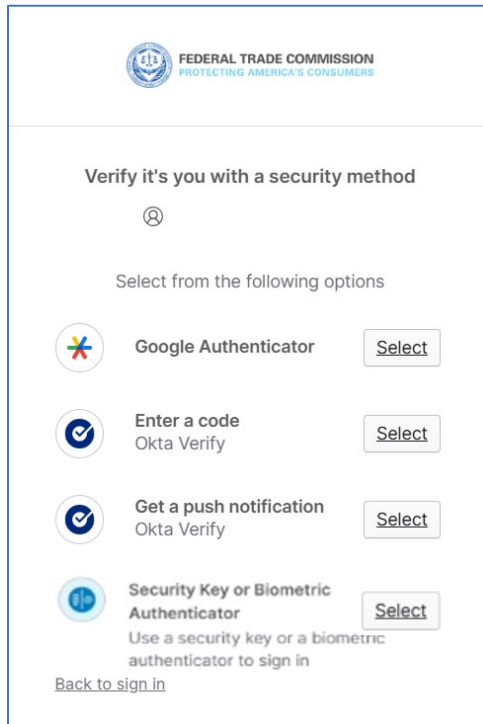 FEDERAL TRADE COMMISSION
PROTECTING AMERICA'S CONSUMERS
Verify it's you with a security method
Select from the following options
Google Authenticator
Select
Enter a code
Okta Verify
Select
Get a push notification
Okta Verify
Select
Security Key or Biometric
Authenticator
Select
Use a security key or a biometric
authenticator to sign in
Back to sign in